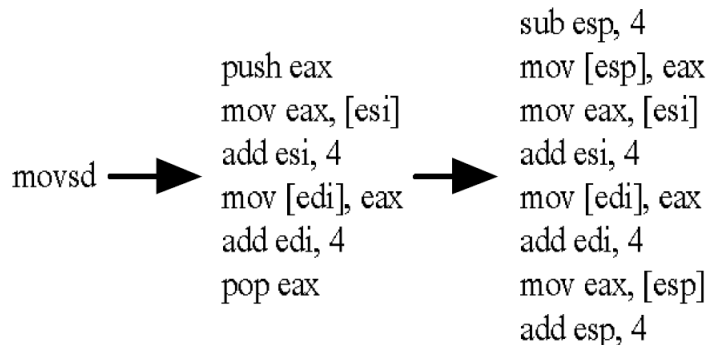 movsd
push eax
mov eax, [esi]
add esi, 4
mov [edi], eax
add edi, 4
pop eax
sub esp, 4
mov [esp], eax
mov eax, [esi]
add esi, 4
mov [edi], eax
add edi, 4
mov eax, [esp]
add esp, 4